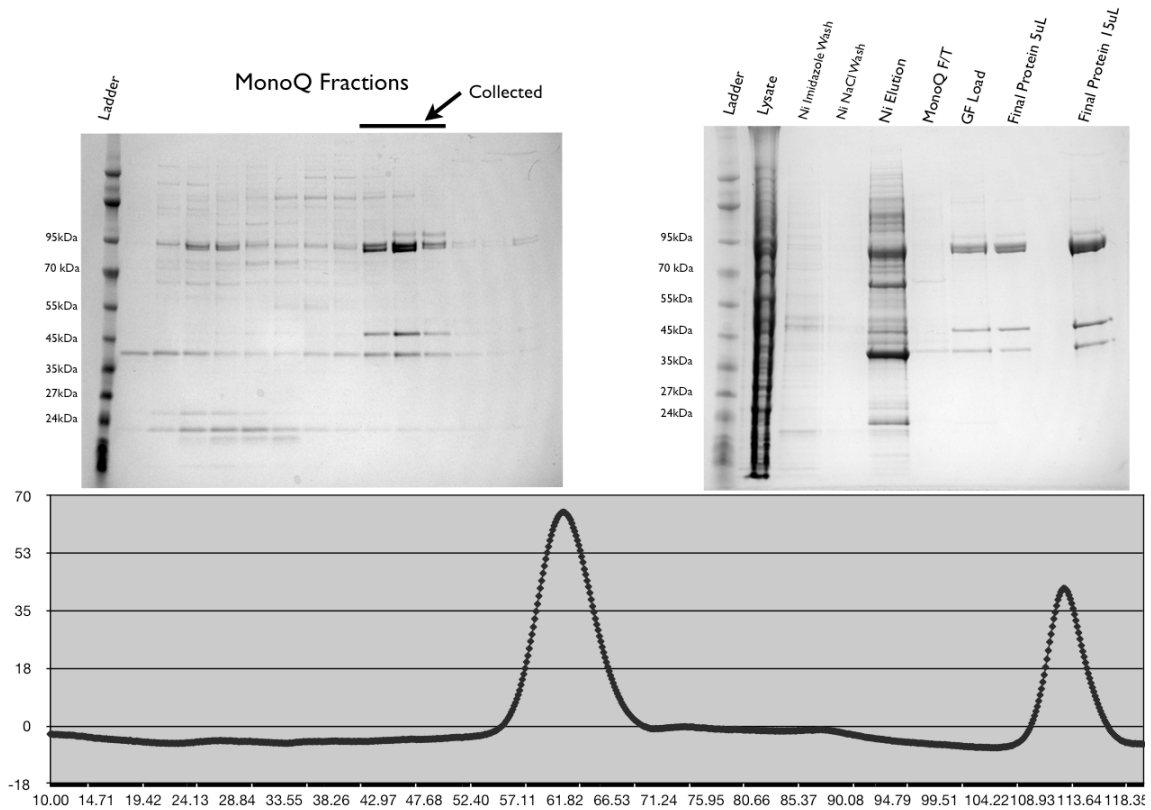 MonoQ Fractions
Collected
Ladder
95kDa
70 kDa
55kDa
45kDa
35kDa
27kDa
24kDa
Ladder
Lysate
Ni Imidazole Wash
Ni NaCl Wash
Ni Elution
MonoQ F/T
GF Load
Final Protein 5uL
Final Protein 15uL
95kDa
70 kDa
55kDa
45kDa
35kDa
27kDa
24kDa
70
53
35
18
0
-18
10.00 14.71 19.42 24.13 28.84 33.55 38.26 42.97 47.68 52.40 57.11 61.82 66.53 71.24 75.95 80.66 85.37 90.08 94.79 99.51 104.22 108.93 113.64 118.35